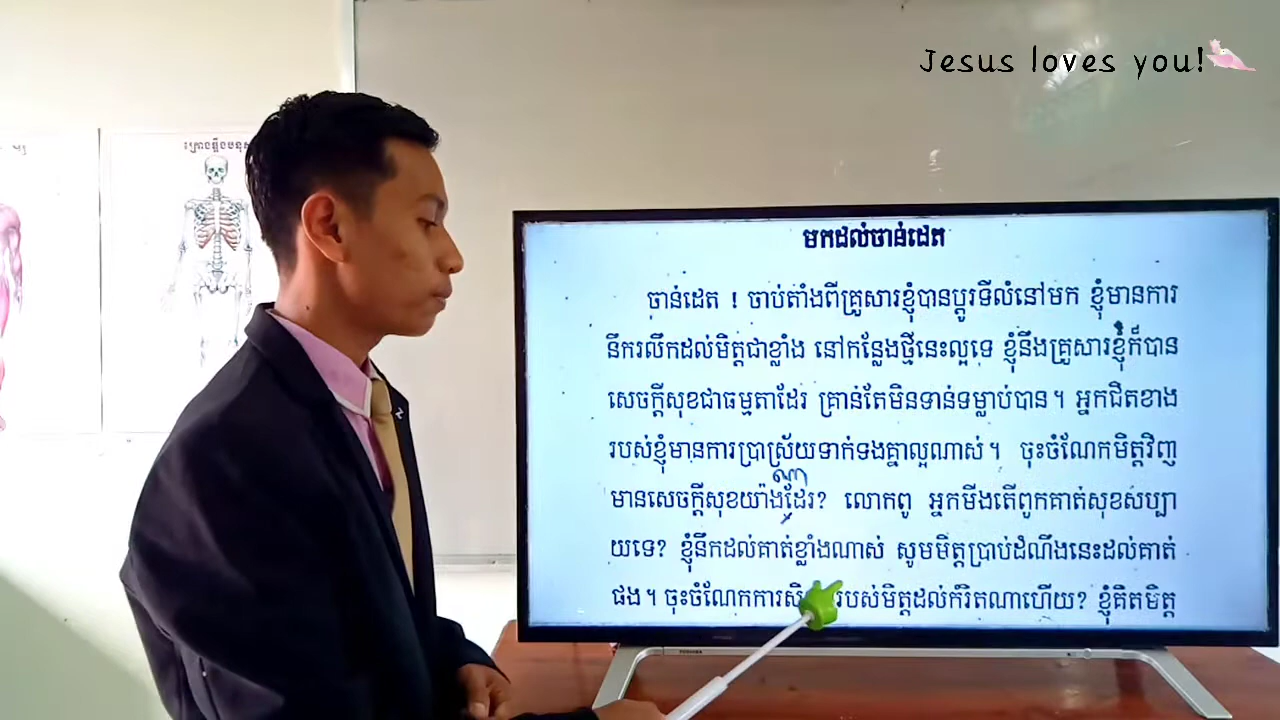 Jesus loves you!
គ្រោងឆ្អឹងមនុស្ស
មកដល់ចាន់ដេត
ចាន់ដេត ! ចាប់តាំងពីគ្រួសារខ្ញុំបានប្ដូរទីលំនៅមក ខ្ញុំមានការ
នឹករលឹកដល់មិត្តជាខ្លាំង នៅកន្លែងថ្មីនេះល្អទេ ខ្ញុំនឹងគ្រួសារខ្ញុំក៏បាន
សេចក្ដីសុខជាធម្មតាដែរ គ្រាន់តែមិនទាន់ទម្លាប់បាន។ អ្នកជិតខាង
របស់ខ្ញុំមានការប្រាស្រ័យទាក់ទងគ្នាល្អណាស់។ ចុះចំណែកមិត្តវិញ
ណា
មានសេចក្ដីសុខយ៉ាងដែរ? លោកពូ អ្នកមីងតើពួកគាត់សុខសប្បា
យទេ? ខ្ញុំនឹកដល់គាត់ខ្លាំងណាស់ សូមមិត្តប្រាប់ដំណឹងនេះដល់គាត់
ផង។ ចុះចំណែកការ របស់មិត្តដល់កំរិតណាហើយ? ខ្ញុំគិតមិត្ត
TOSHIBA